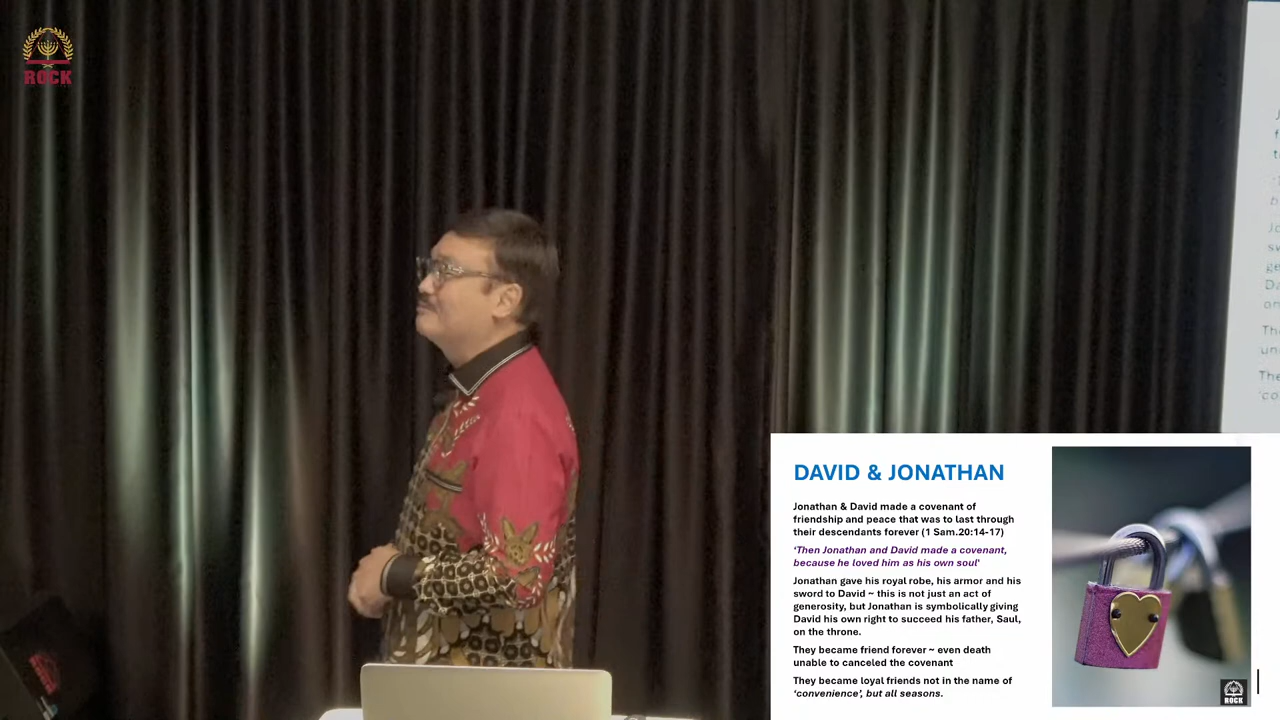 ROCK
DAVID & JONATHAN
Jonathan & David made a covenant of
friendship and peace that was to last through
their descendants forever (1 Sam.20:14-17)
'Then Jonathan and David made a covenant,
because he loved him as his own soul'
Jonathan gave his royal robe, his armor and his
sword to David ~ this is not just an act of
generosity, but Jonathan is symbolically giving
David his own right to succeed his father, Saul,
on the throne.
They became friend forever ~ even death
unable to canceled the covenant
They became loyal friends not in the name of
'convenience', but all seasons.
ROCK